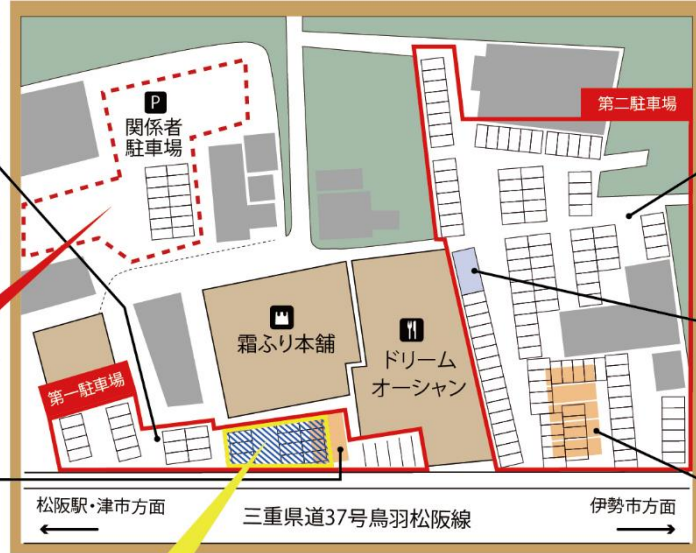 P
関係者
駐車場
第二駐車場
霜ふり本舗
ドリーム
オーシャン
第一駐車場
松阪駅・津市方面
三重県道37号鳥羽松阪線
伊勢市方面